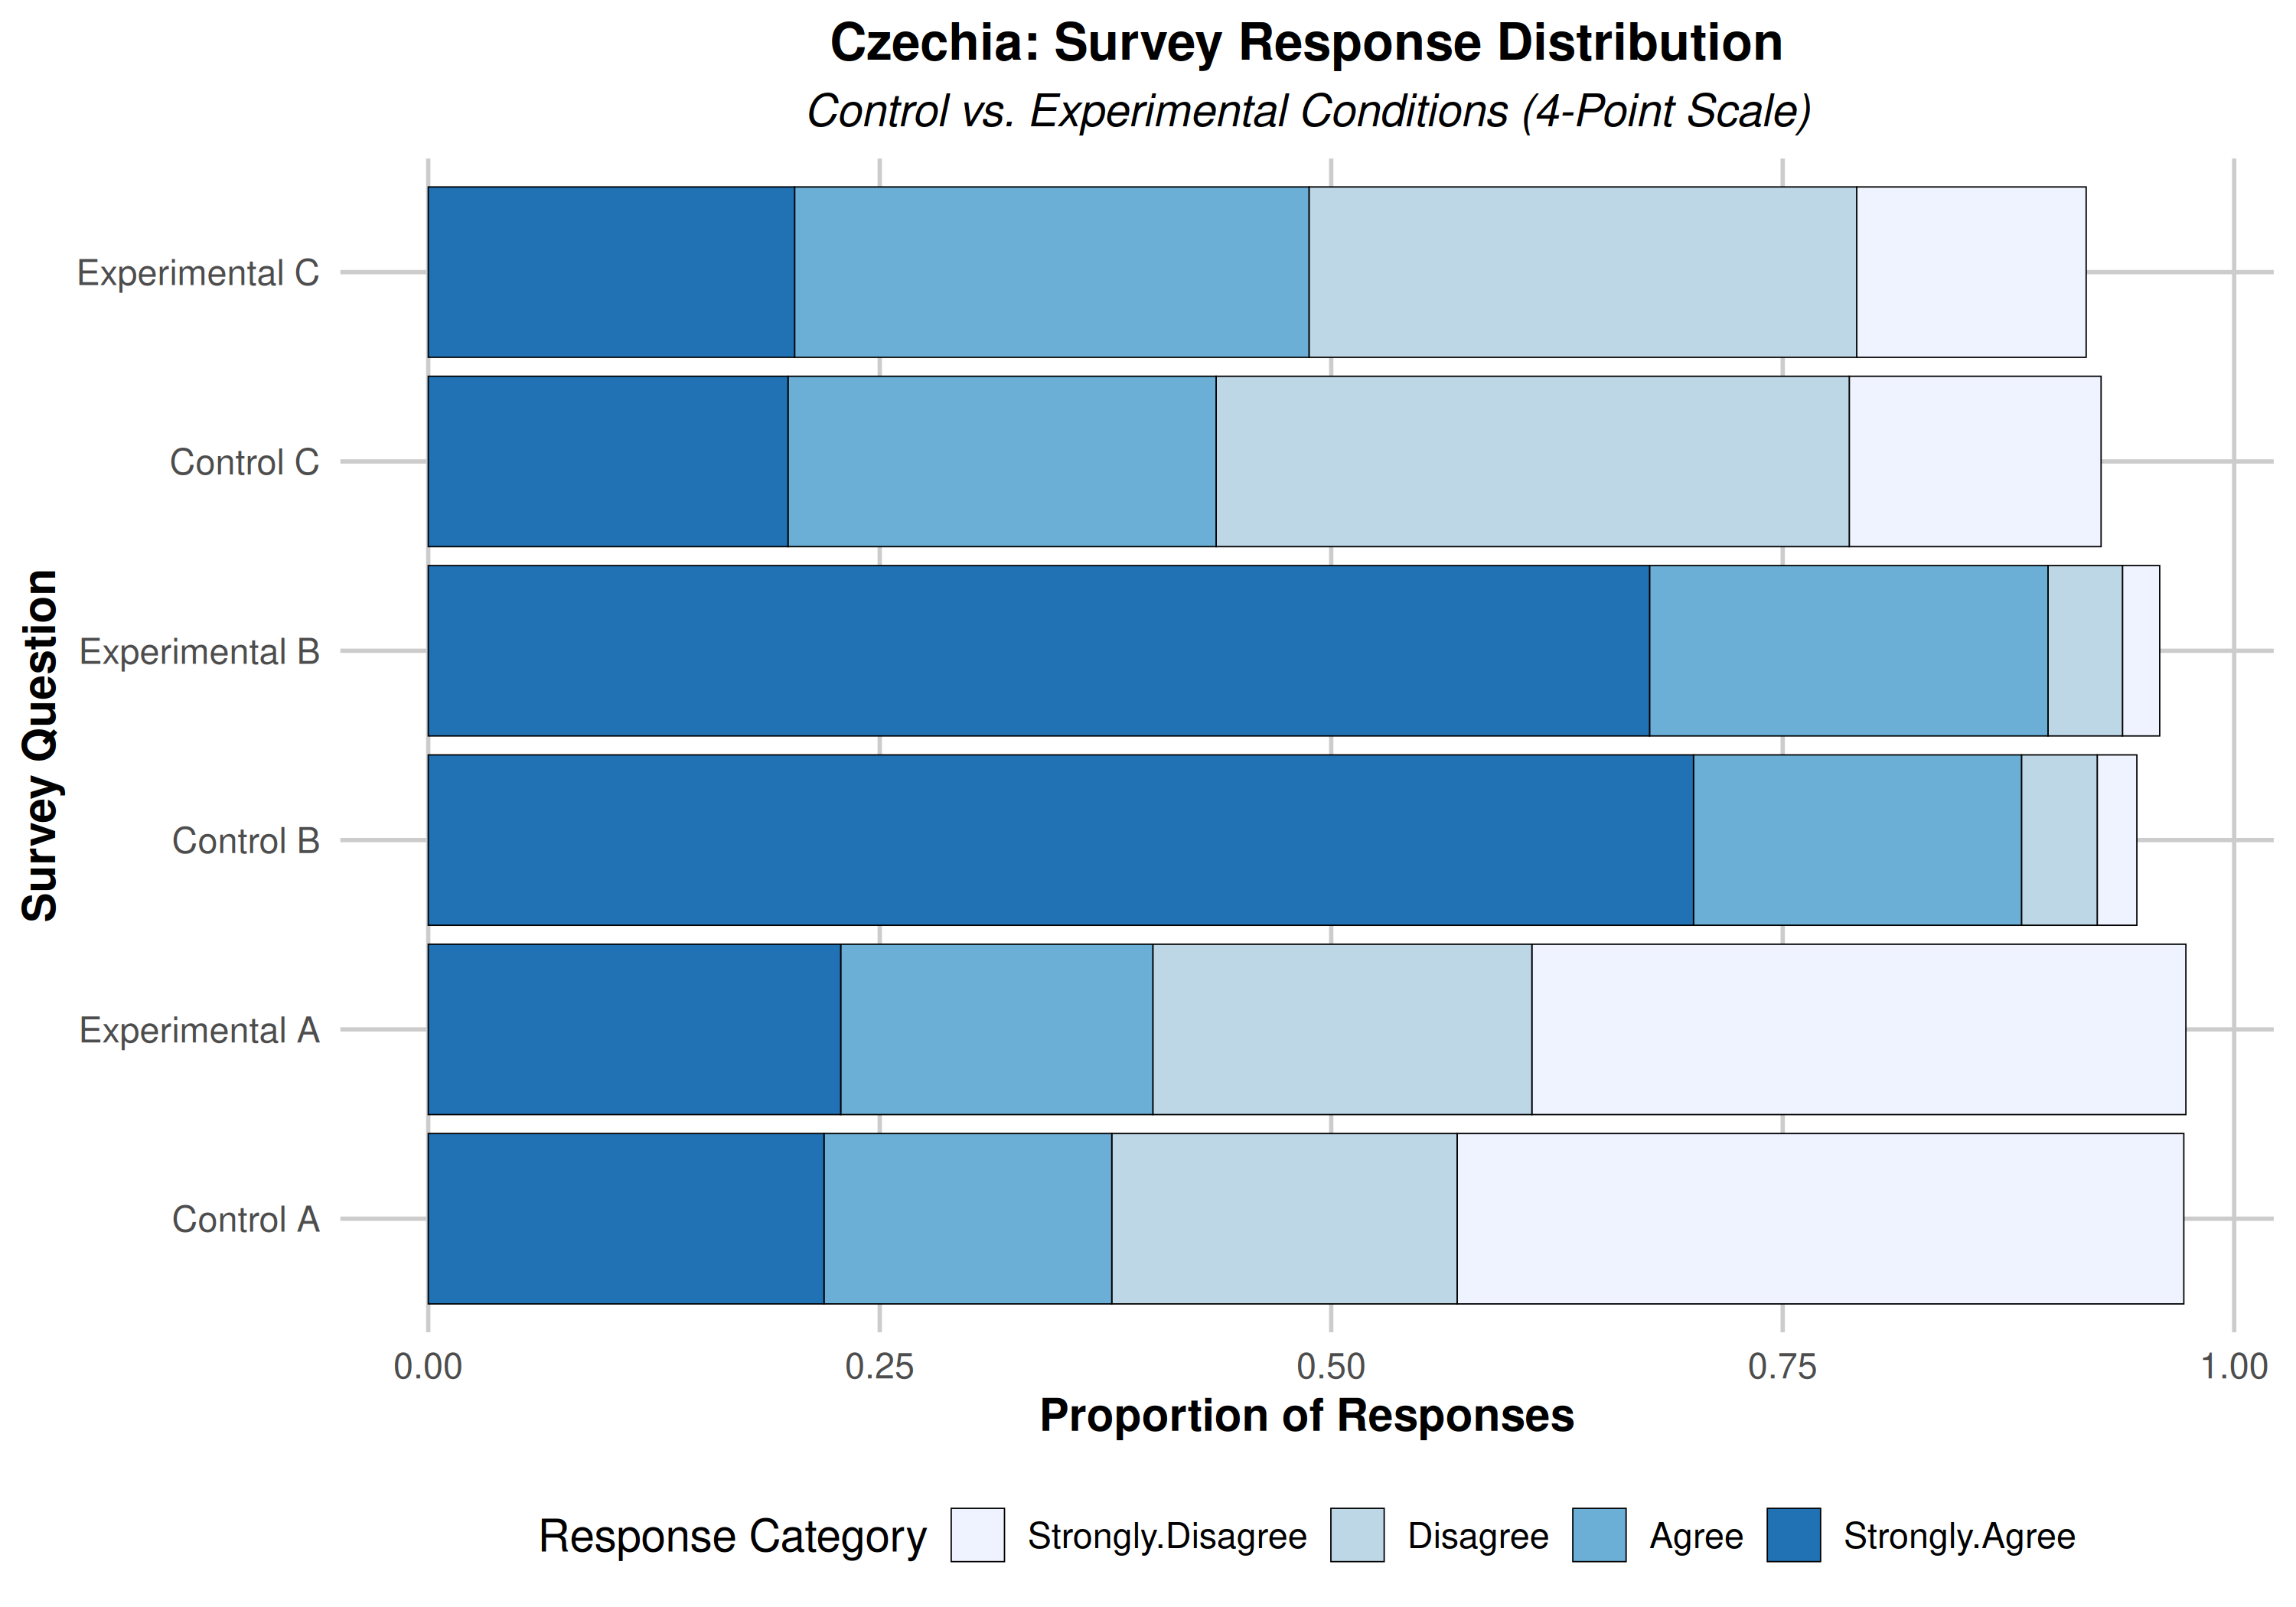 Czechia: Survey Response Distribution
Control vs. Experimental Conditions (4-Point Scale)
Survey Question
Experimental C
Control C
Experimental B
Control B
Experimental A
Control A
0.00 0.25 0.50 0.75 1.00
Proportion of Responses
Response Category Strongly.Disagree Disagree Agree Strongly.Agree